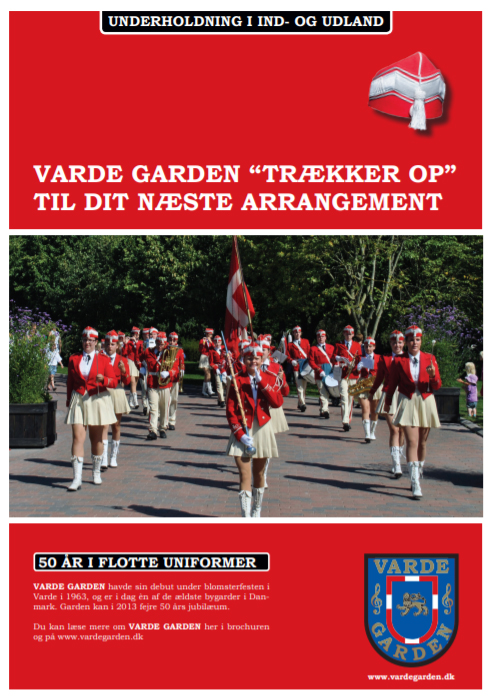 UNDERHOLDNING I IND- OG UDLAND
VARDE GARDEN “TRÆKKER OP”
TIL DIT NÆSTE ARRANGEMENT
50 ÅR I FLOTTE UNIFORMER
VARDE GARDEN havde sin debut under blomsterfesten i
Varde i 1963, og er i dag èn af de ældste bygarder i Dan-
mark. Garden kan i 2013 fejre 50 års jubilæum.
Du kan læse mere om VARDE GARDEN her i brochuren
og på www.vardegarden.dk
VARDE
GARDEN
www.vardegarden.dk